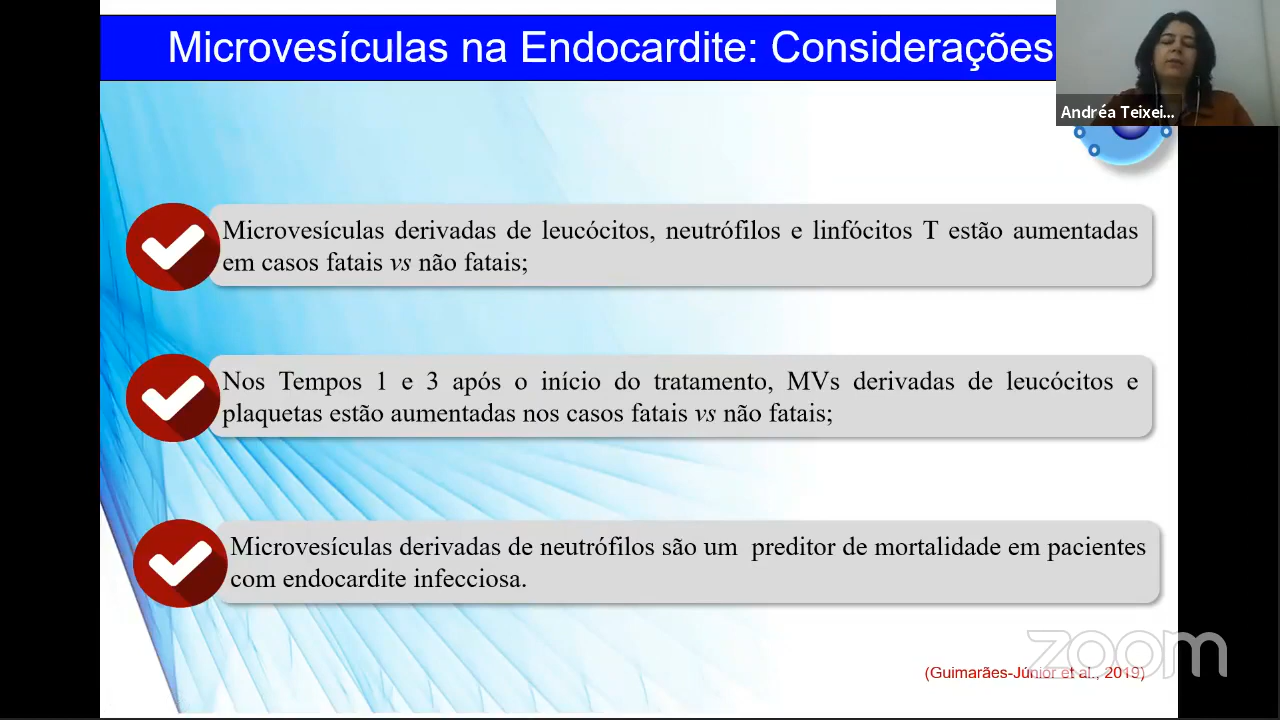 Microvesículas na Endocardite: Considerações
Andréa Teixei...
Microvesículas derivadas de leucócitos, neutrófilos e linfócitos T estão aumentadas
em casos fatais vs não fatais;
Nos Tempos 1 e 3 após o início do tratamento, MVs derivadas de leucócitos e
plaquetas estão aumentadas nos casos fatais vs não fatais;
Microvesículas derivadas de neutrófilos são um preditor de mortalidade em pacientes
com endocardite infecciosa.
zoom
(Guimarães-Júnior et al., 2019)